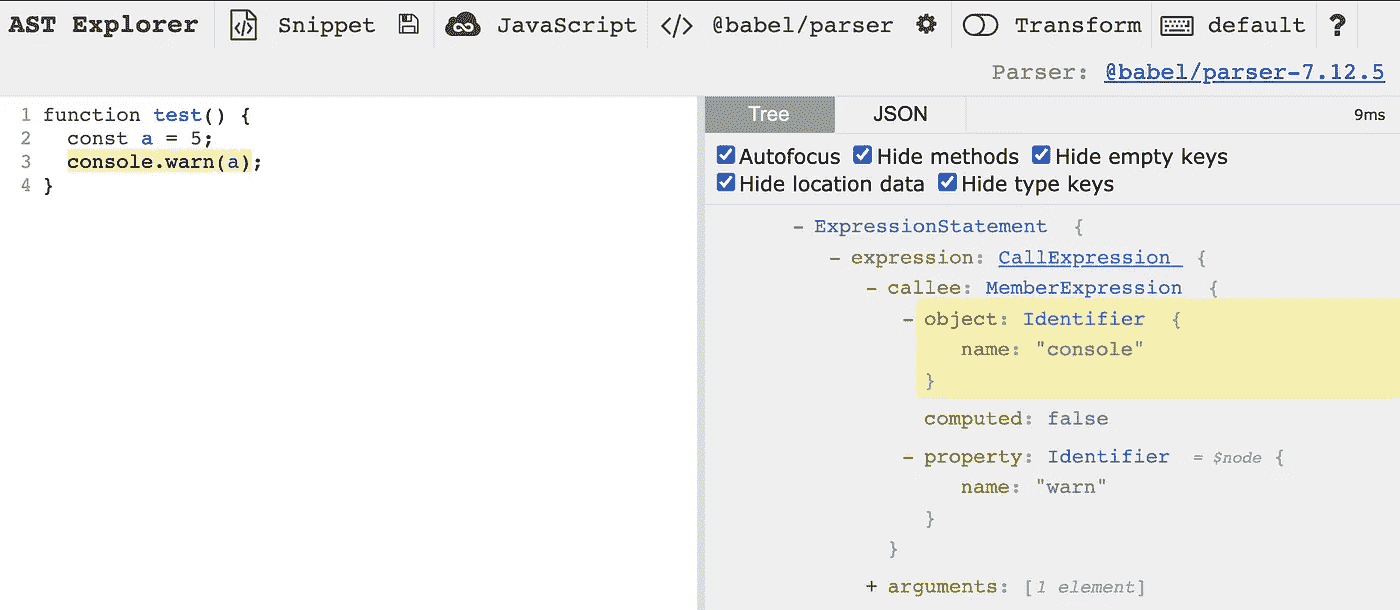 AST Explorer Snippet JavaScript </> @babel/parser Transform default ?
Parser: @babel/parser-7.12.5
1 function test() {
2   const a = 5;
3   console.warn(a);
4 }
Tree JSON 9ms
Autofocus Hide methods Hide empty keys
Hide location data Hide type keys
- ExpressionStatement {
- expression: CallExpression {
- callee: MemberExpression {
- object: Identifier {
name: "console"
}
computed: false
- property: Identifier = $node {
name: "warn"
}
}
+ arguments: [1 element]